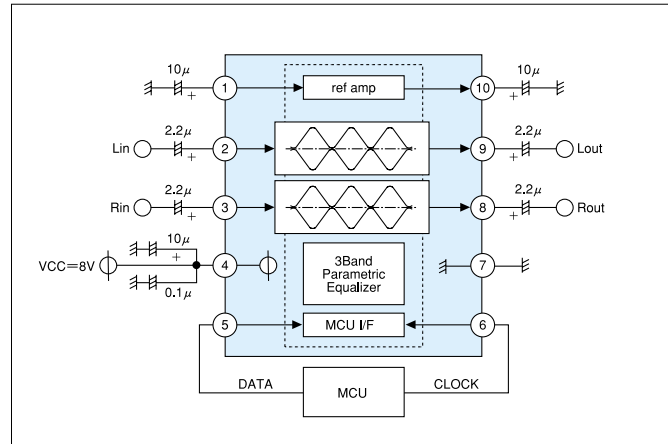 10μ
+
1
ref amp
10
10μ
+
Lin
2.2μ
+
2
9
2.2μ
+
Lout
Rin
2.2μ
+
3
8
2.2μ
+
Rout
VCC=8V
10μ
+
0.1μ
4
3Band
Parametric
Equalizer
7
5
MCU I/F
6
DATA
MCU
CLOCK